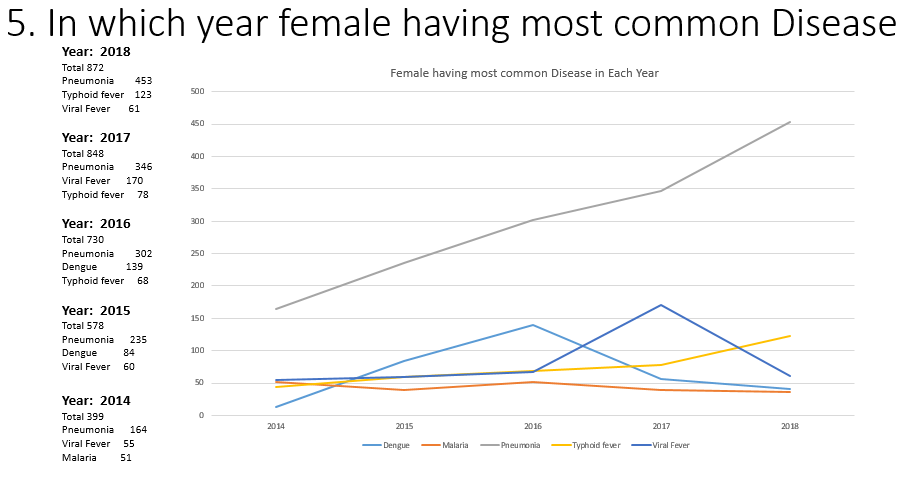 5. In which year female having most common Disease
Year: 2018
Total 872
Pneumonia 453
Typhoid fever 123
Viral Fever 61
Year: 2017
Total 848
Pneumonia 346
Viral Fever 170
Typhoid fever 78
Year: 2016
Total 730
Pneumonia 302
Dengue 139
Typhoid fever 68
Year: 2015
Total 578
Pneumonia 235
Dengue 84
Viral Fever 60
Year: 2014
Total 399
Pneumonia 164
Viral Fever 55
Malaria 51
Female having most common Disease in Each Year
500
450
400
350
300
250
200
150
100
50
0
2014 2015 2016 2017 2018
Dengue Malaria Pneumonia Typhoid fever Viral Fever